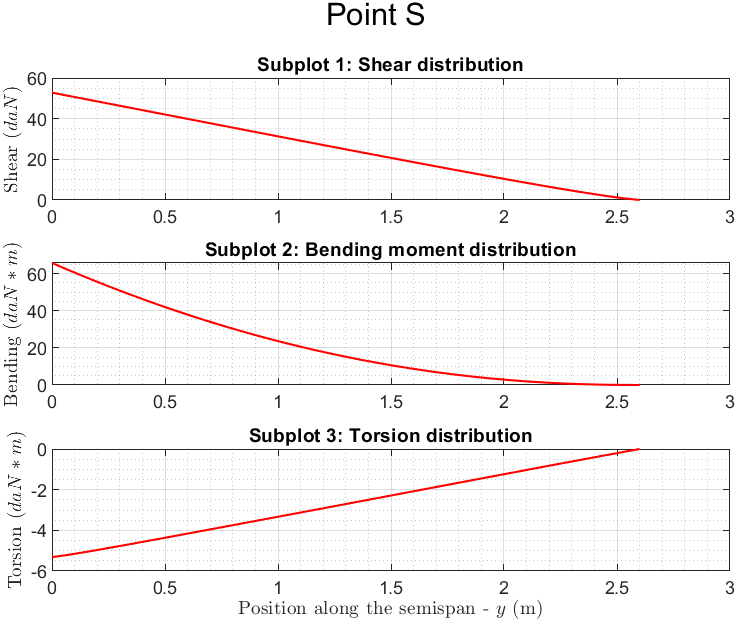 Point S
Subplot 1: Shear distribution
Shear (daN)
60
40
20
0
0 0.5 1 1.5 2 2.5 3
Subplot 2: Bending moment distribution
Bending (daN * m)
60
40
20
0
0 0.5 1 1.5 2 2.5 3
Subplot 3: Torsion distribution
Torsion (daN * m)
0
-2
-4
-6
0 0.5 1 1.5 2 2.5 3
Position along the semispan - y (m)